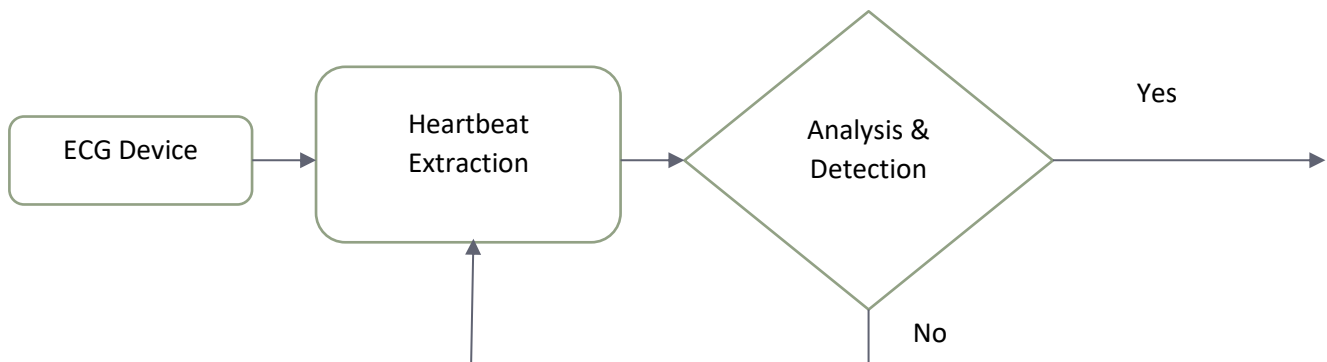 ECG Device
Heartbeat
Extraction
Analysis &
Detection
Yes
No